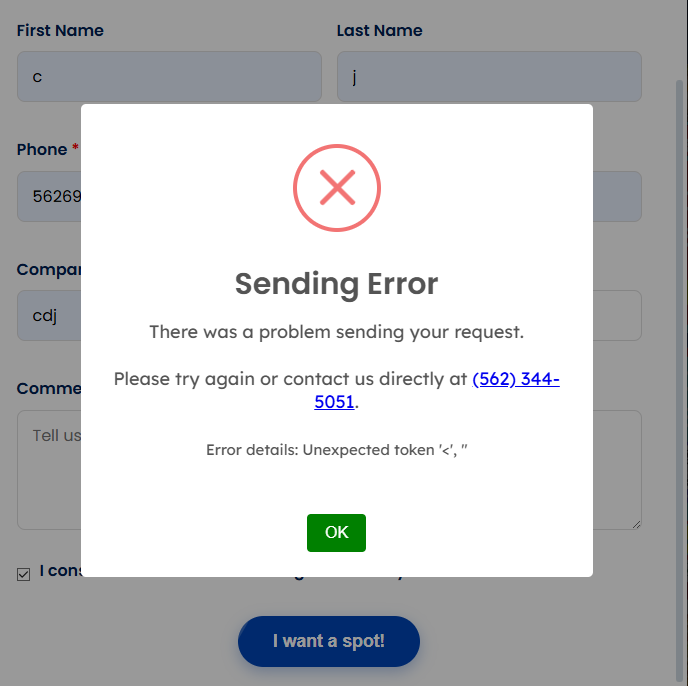 First Name
Last Name
c
j
Phone *
56269
Sending Error
Compan
There was a problem sending your request.
cdj
Please try again or contact us directly at (562) 344-
5051.
Comme
Tell us
Error details: Unexpected token '<', "
OK
I cons
I want a spot!